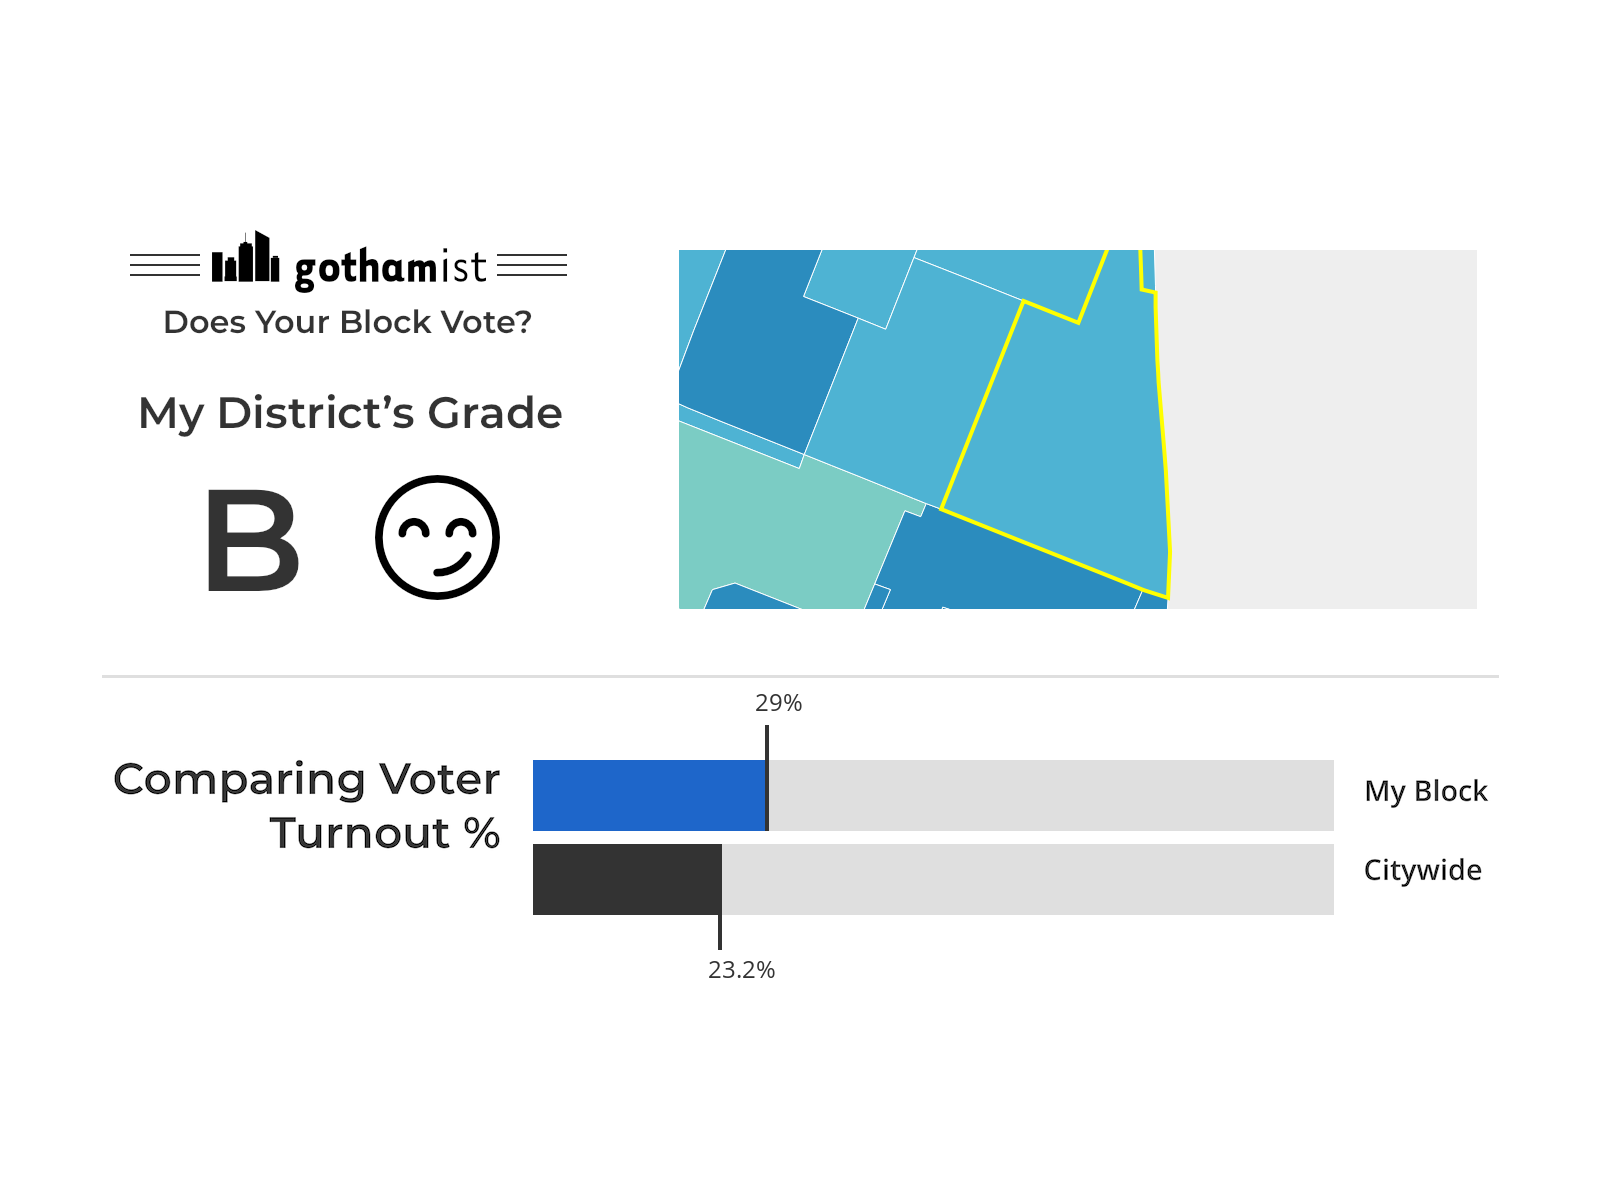 gothamist
Does Your Block Vote?
My District’s Grade
B
29%
Comparing Voter
Turnout %
My Block
Citywide
23.2%